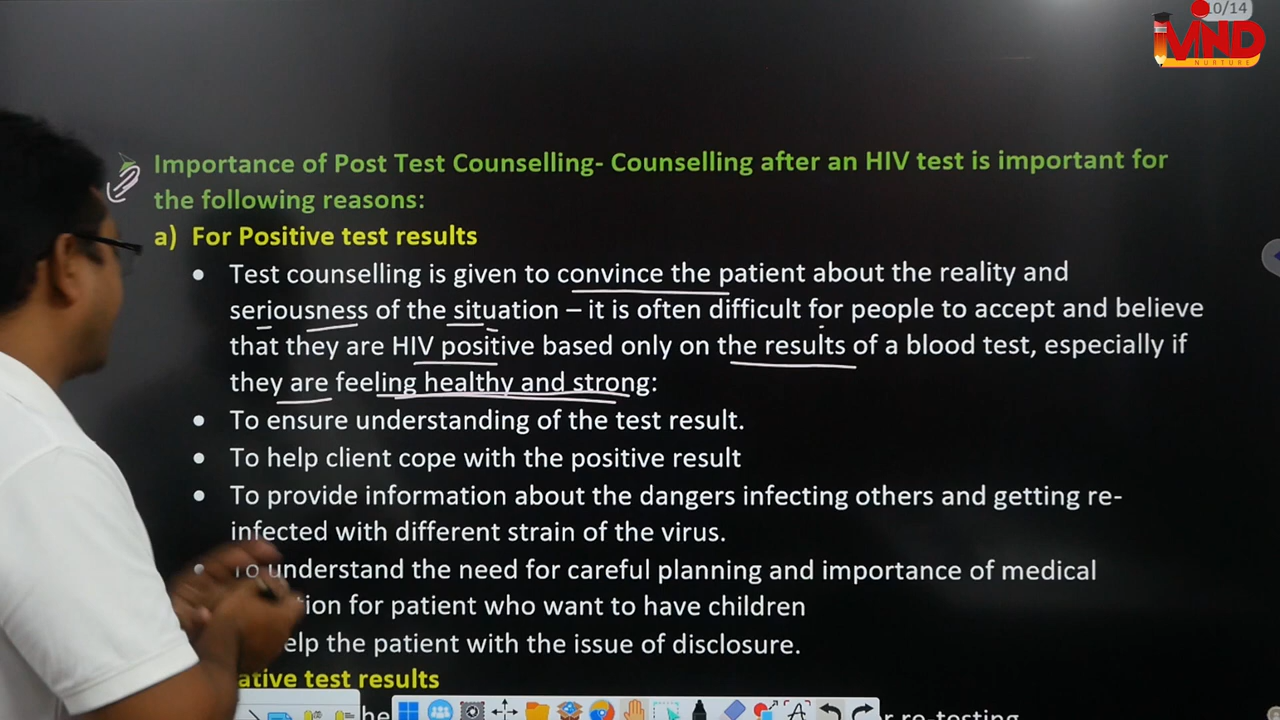 10/14
MIND
NURTURE
Importance of Post Test Counselling- Counselling after an HIV test is important for
the following reasons:
a) For Positive test results
• Test counselling is given to convince the patient about the reality and
seriousness of the situation – it is often difficult for people to accept and believe
that they are HIV positive based only on the results of a blood test, especially if
they are feeling healthy and strong:
• To ensure understanding of the test result.
• To help client cope with the positive result
• To provide information about the dangers infecting others and getting re-
infected with different strain of the virus.
• To understand the need for careful planning and importance of medical
tion for patient who want to have children
elp the patient with the issue of disclosure.
ative test results
he
r re-testing